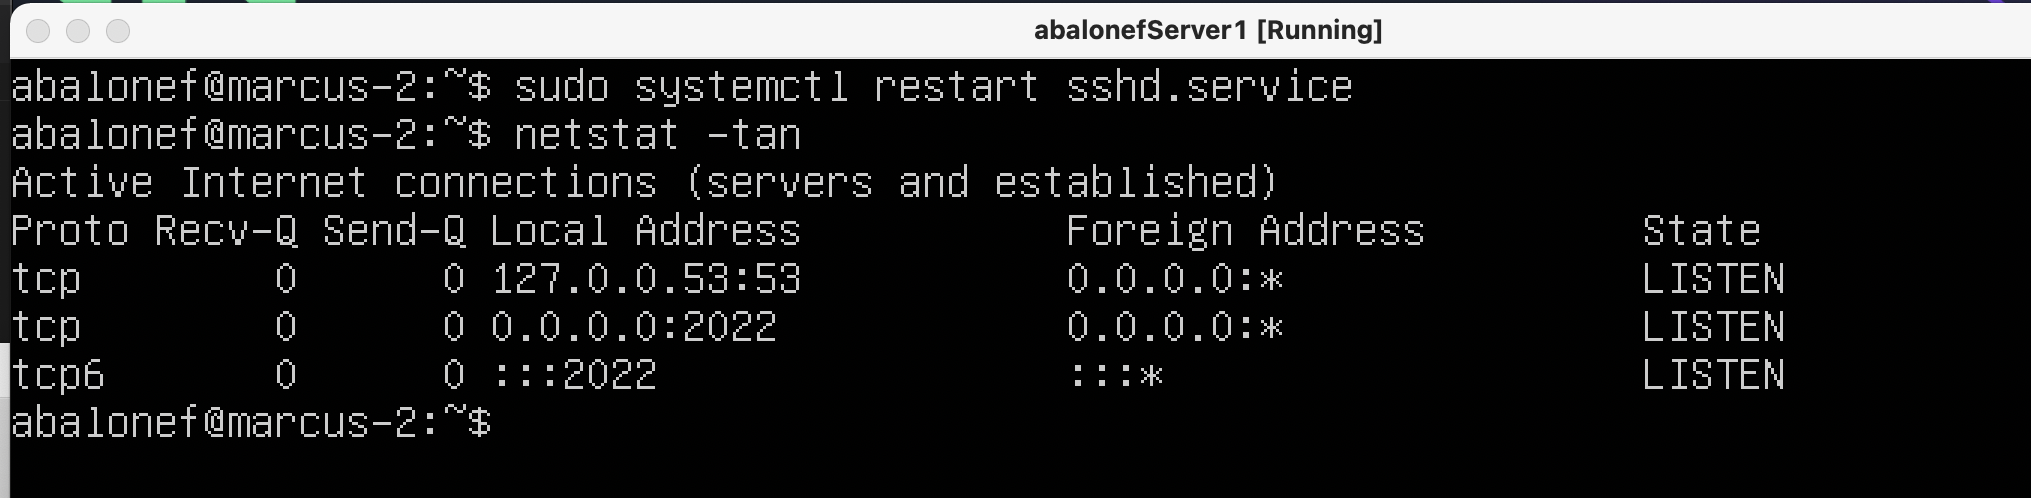 abalonefServer1 [Running]
abalonef@marcus-2:~$ sudo systemctl restart sshd.service
abalonef@marcus-2:~$ netstat -tan
Active Internet connections (servers and established)
Proto Recv-Q Send-Q Local Address           Foreign Address         State
tcp        0      0 127.0.0.53:53           0.0.0.0:*               LISTEN
tcp        0      0 0.0.0.0:2022            0.0.0.0:*               LISTEN
tcp6       0      0 :::2022                 :::*                    LISTEN
abalonef@marcus-2:~$